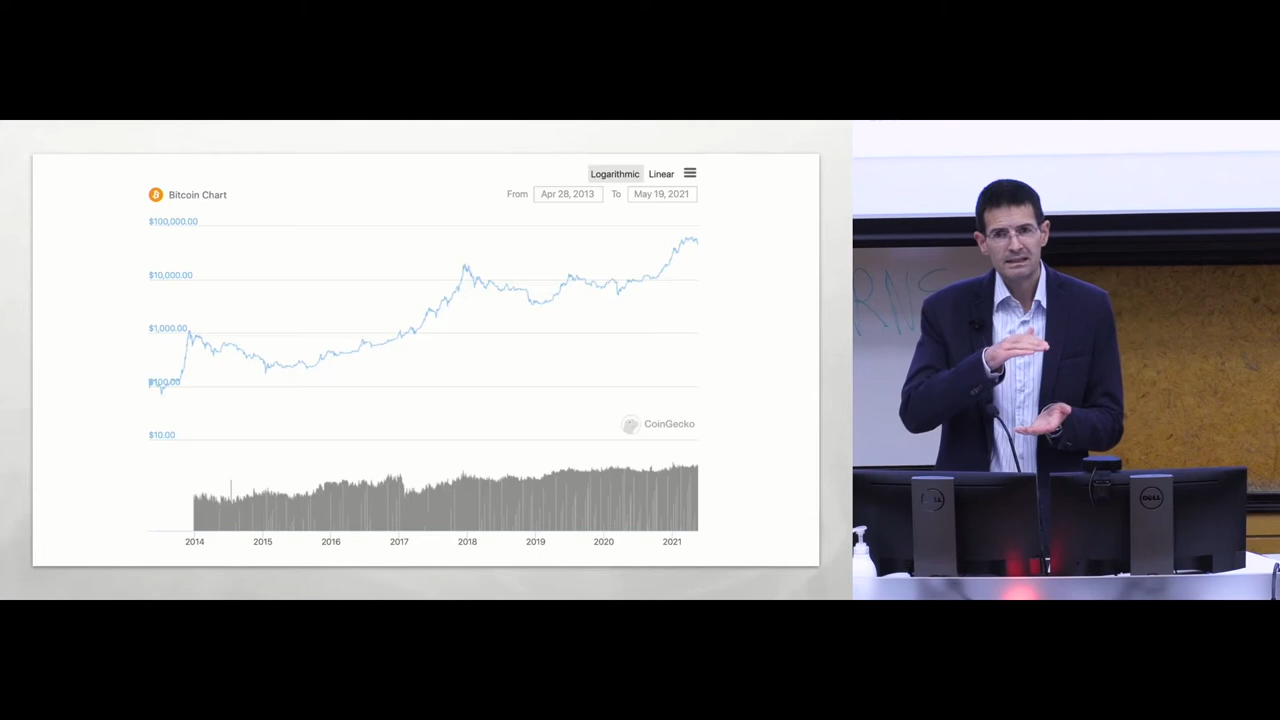 Logarithmic Linear
Bitcoin Chart
From Apr 28, 2013 To May 19, 2021
$100,000.00
$10,000.00
$1,000.00
$100.00
$10.00
CoinGecko
2014 2015 2016 2017 2018 2019 2020 2021
DELL
DELL